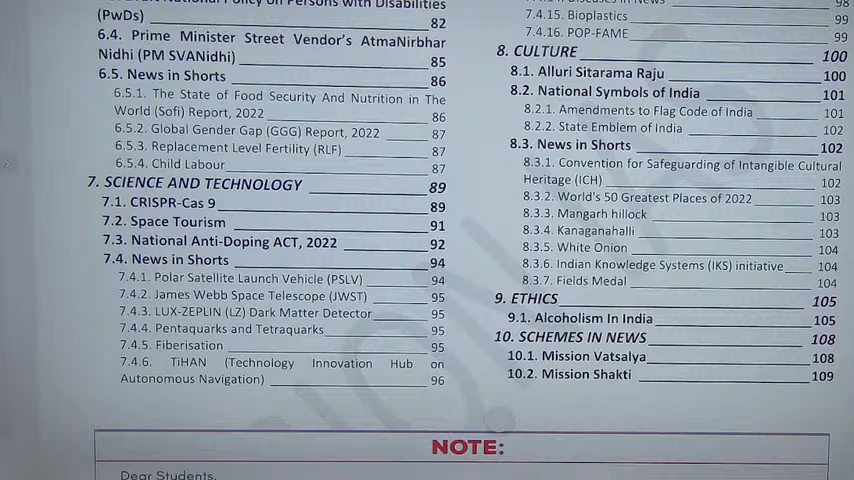 National Policy on Persons with Disabilities
(PwDs) 82
6.4. Prime Minister Street Vendor's AtmaNirbhar
Nidhi (PM SVANidhi) 85
6.5. News in Shorts 86
6.5.1. The State of Food Security And Nutrition in The
World (Sofi) Report, 2022 86
6.5.2. Global Gender Gap (GGG) Report, 2022 87
6.5.3. Replacement Level Fertility (RLF) 87
6.5.4. Child Labour 87
7. SCIENCE AND TECHNOLOGY 89
7.1. CRISPR-Cas 9 89
7.2. Space Tourism 91
7.3. National Anti-Doping ACT, 2022 92
7.4. News in Shorts 94
7.4.1. Polar Satellite Launch Vehicle (PSLV) 94
7.4.2. James Webb Space Telescope (JWST) 95
7.4.3. LUX-ZEPLIN (LZ) Dark Matter Detector 95
7.4.4. Pentaquarks and Tetraquarks 95
7.4.5. Fiberisation 95
7.4.6. TiHAN (Technology Innovation Hub on
Autonomous Navigation) 96
98
7.4.15. Bioplastics 99
7.4.16. POP-FAME 99
8. CULTURE 100
8.1. Alluri Sitarama Raju 100
8.2. National Symbols of India 101
8.2.1. Amendments to Flag Code of India 101
8.2.2. State Emblem of India 102
8.3. News in Shorts 102
8.3.1. Convention for Safeguarding of Intangible Cultural
Heritage (ICH) 102
8.3.2. World's 50 Greatest Places of 2022 103
8.3.3. Mangarh hillock 103
8.3.4. Kanaganahalli 103
8.3.5. White Onion 104
8.3.6. Indian Knowledge Systems (IKS) initiative 104
8.3.7. Fields Medal 104
9. ETHICS 105
9.1. Alcoholism In India 105
10. SCHEMES IN NEWS 108
10.1. Mission Vatsalya 108
10.2. Mission Shakti 109
NOTE:
Dear Students,